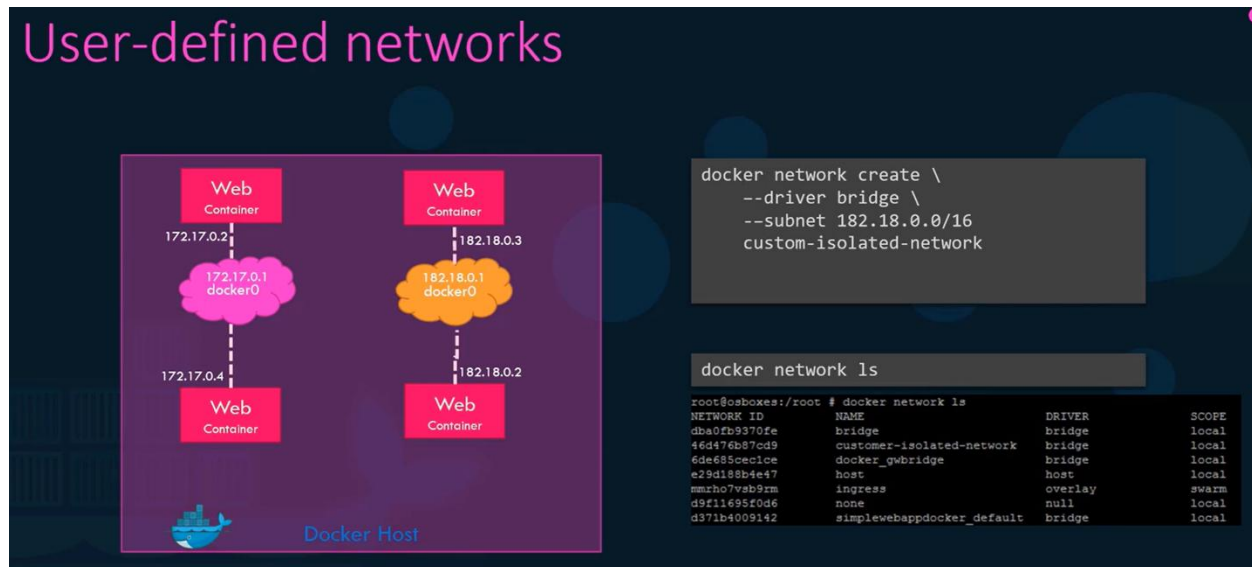 User-defined networks
Web
Container
172.17.0.2
172.17.0.1
docker0
172.17.0.4
Web
Container
Web
Container
182.18.0.3
182.18.0.1
docker0
182.18.0.2
Web
Container
Docker Host
docker network create \
--driver bridge \
--subnet 182.18.0.0/16
custom-isolated-network
docker network ls
root@osboxes:/root # docker network ls
NETWORK ID NAME DRIVER SCOPE
dba0fb9370fe bridge bridge local
46d476b87cd9 customer-isolated-network bridge local
6de685cec1ce docker_gwbridge bridge local
e29d188b4e47 host host local
mmrho7vsb9rm ingress overlay swarm
d9f11695f0d6 none null local
d371b4009142 simplewebappdocker_default bridge local